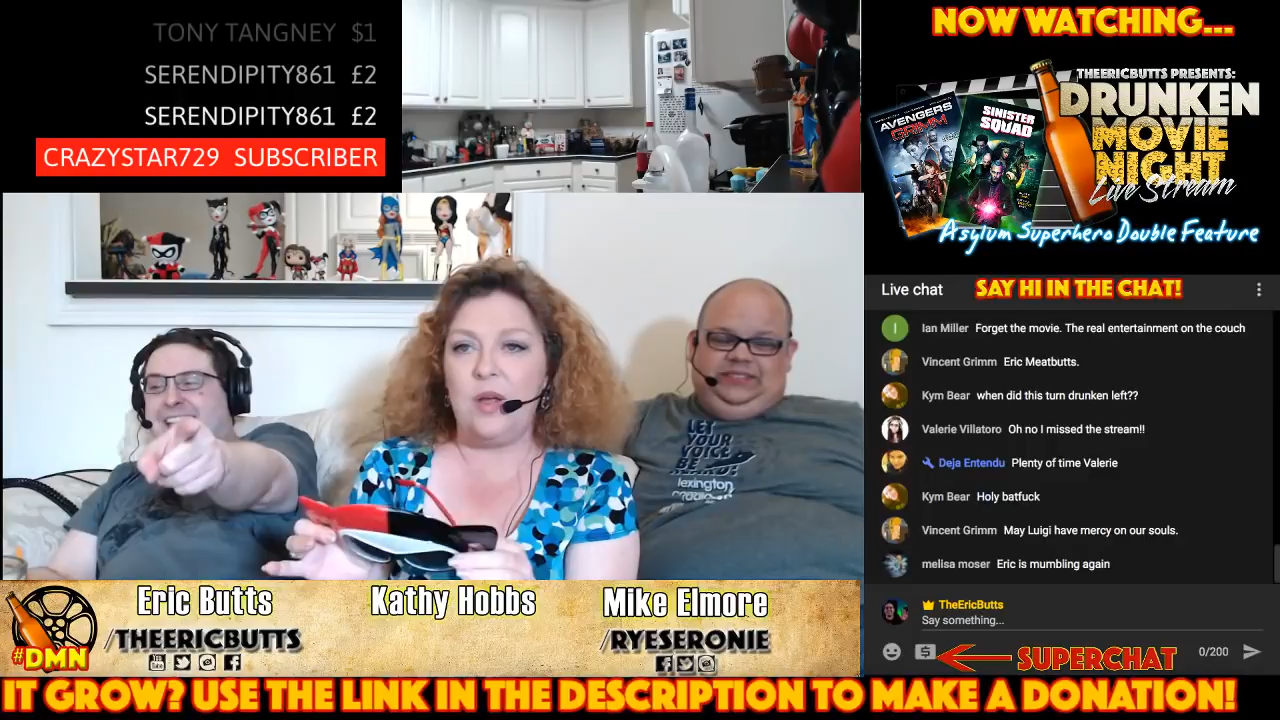 TONY TANGNEY $1
SERENDIPITY861 £2
SERENDIPITY861 £2
CRAZYSTAR729 SUBSCRIBER
NOW WATCHING...
THEERICBUTTS PRESENTS:
DRUNKEN
MOVIE
NIGHT
Live Stream
AVENGERS
GRIMM
SINISTER
SQUAD
Asylum Superhero Double Feature
Live chat
SAY HI IN THE CHAT!
I
Ian Miller Forget the movie. The real entertainment on the couch
Vincent Grimm Eric Meatbutts.
Kym Bear when did this turn drunken left??
Valerie Villatoro Oh no I missed the stream!!
Deja Entendu Plenty of time Valerie
Kym Bear Holy batfuck
Vincent Grimm May Luigi have mercy on our souls.
melisa moser Eric is mumbling again
TheEricButts
Say something...
SUPERCHAT
0/200
LET
YOUR
VOICE
BE
lexington
Eric Butts
/THEERICBUTTS
Kathy Hobbs
Mike Elmore
/RYESERONIE
#DMN
IT GROW? USE THE LINK IN THE DESCRIPTION TO MAKE A DONATION!